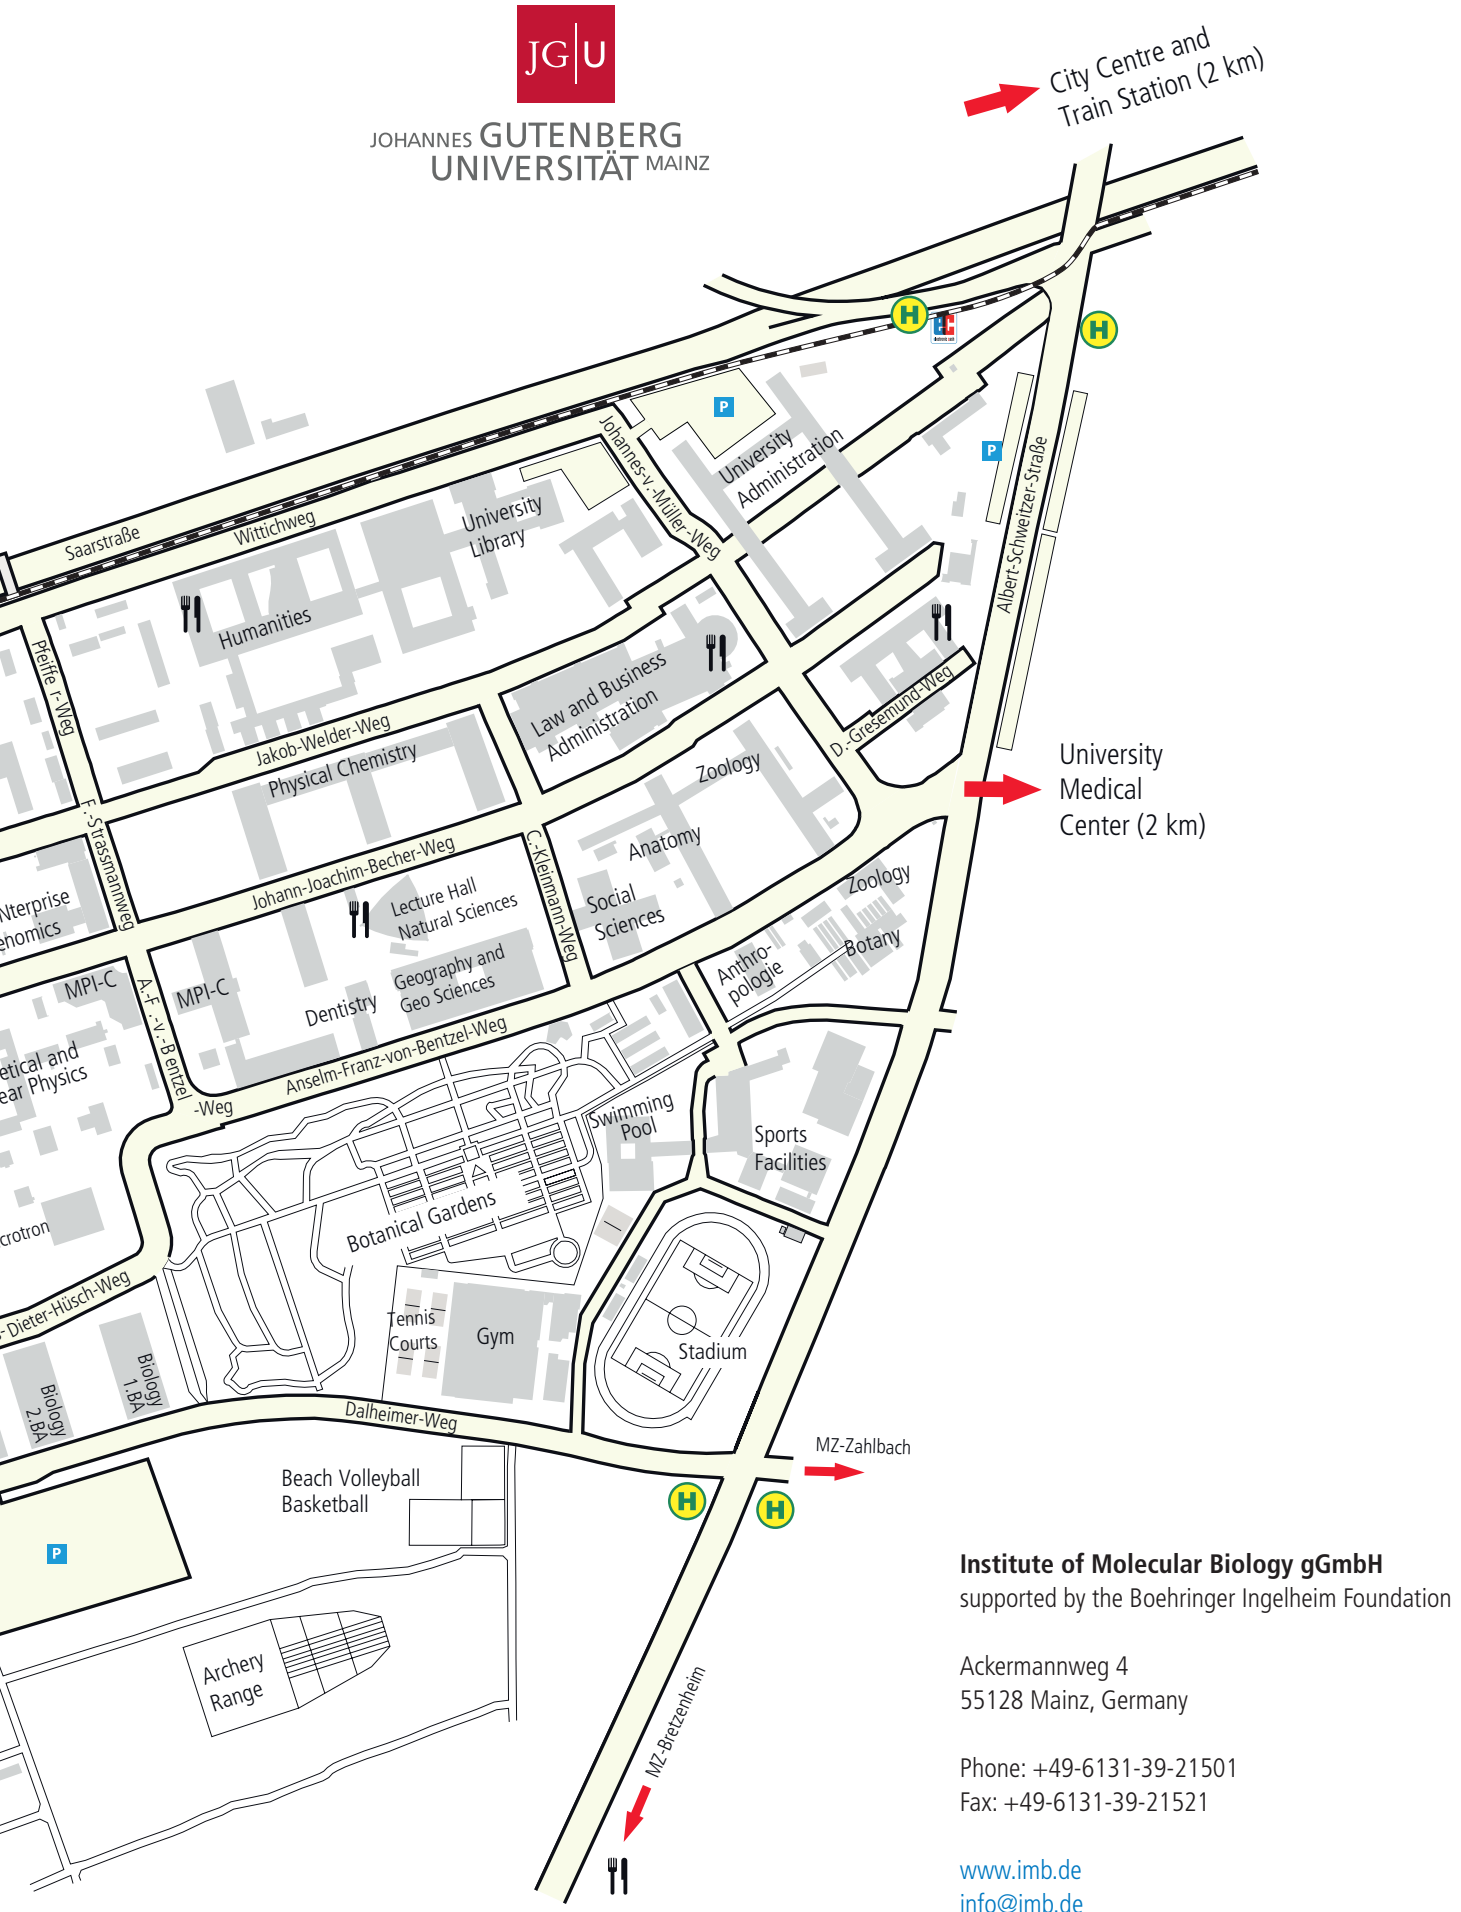 JG|U
JOHANNES GUTENBERG
UNIVERSITÄT MAINZ
City Centre and
Train Station (2 km)
H
ec
H
P
P
University
Administration
Johannes-v.-Müller-Weg
University
Library
Saarstraße
Wittichweg
Humanities
Albert-Schweitzer-Straße
Pfeiffe r-Weg
Law and Business
Administration
D.-Gresemund-Weg
Jakob-Welder-Weg
Physical Chemistry
Zoology
University
Medical
Center (2 km)
F.-Strassmannweg
Johann-Joachim-Becher-Weg
C.-Kleinmann-Weg
Anatomy
Zoology
Nterprise
enomics
Lecture Hall
Natural Sciences
Social
Sciences
Botany
Anthro-
pologie
MPI-C
MPI-C
A.-F.-v.-Bentzel
-Weg
Dentistry
Geography and
Geo Sciences
Anselm-Franz-von-Bentzel-Weg
etical and
ear Physics
Swimming
Pool
Sports
Facilities
Botanical Gardens
crotron
-Dieter-Hüsch-Weg
Tennis
Courts
Gym
Stadium
Biology
1.BA
Biology
2.BA
Dalheimer-Weg
MZ-Zahlbach
Beach Volleyball
Basketball
H
H
P
Archery
Range
MZ-Bretzenheim
Institute of Molecular Biology gGmbH
supported by the Boehringer Ingelheim Foundation
Ackermannweg 4
55128 Mainz, Germany
Phone: +49-6131-39-21501
Fax: +49-6131-39-21521
www.imb.de
info@imb.de